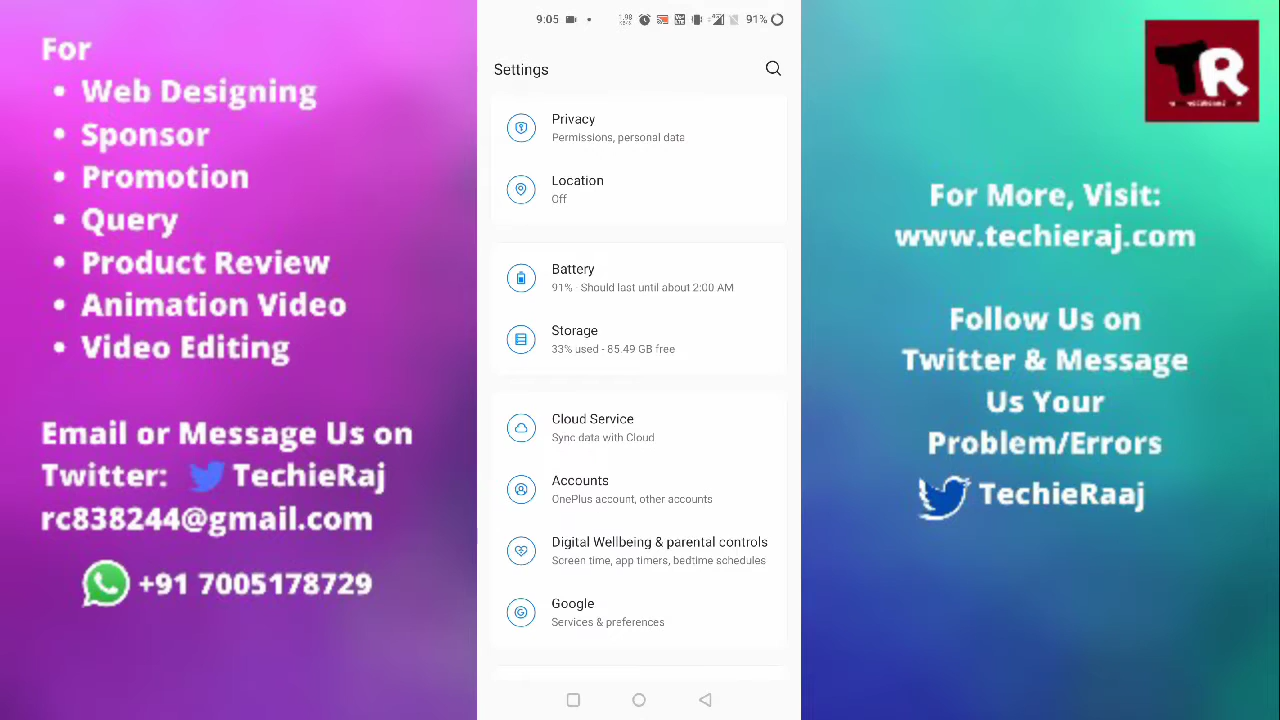 For
• Web Designing
• Sponsor
• Promotion
• Query
• Product Review
• Animation Video
• Video Editing
Email or Message Us on
Twitter: TechieRaj
rc838244@gmail.com
+91 7005178729
9:05
91%
Settings
Privacy
Permissions, personal data
Location
Off
Battery
91% - Should last until about 2:00 AM
Storage
33% used - 85.49 GB free
Cloud Service
Sync data with Cloud
Accounts
OnePlus account, other accounts
Digital Wellbeing & parental controls
Screen time, app timers, bedtime schedules
Google
Services & preferences
TR
For More, Visit:
www.techieraj.com
Follow Us on
Twitter & Message
Us Your
Problem/Errors
TechieRaaj